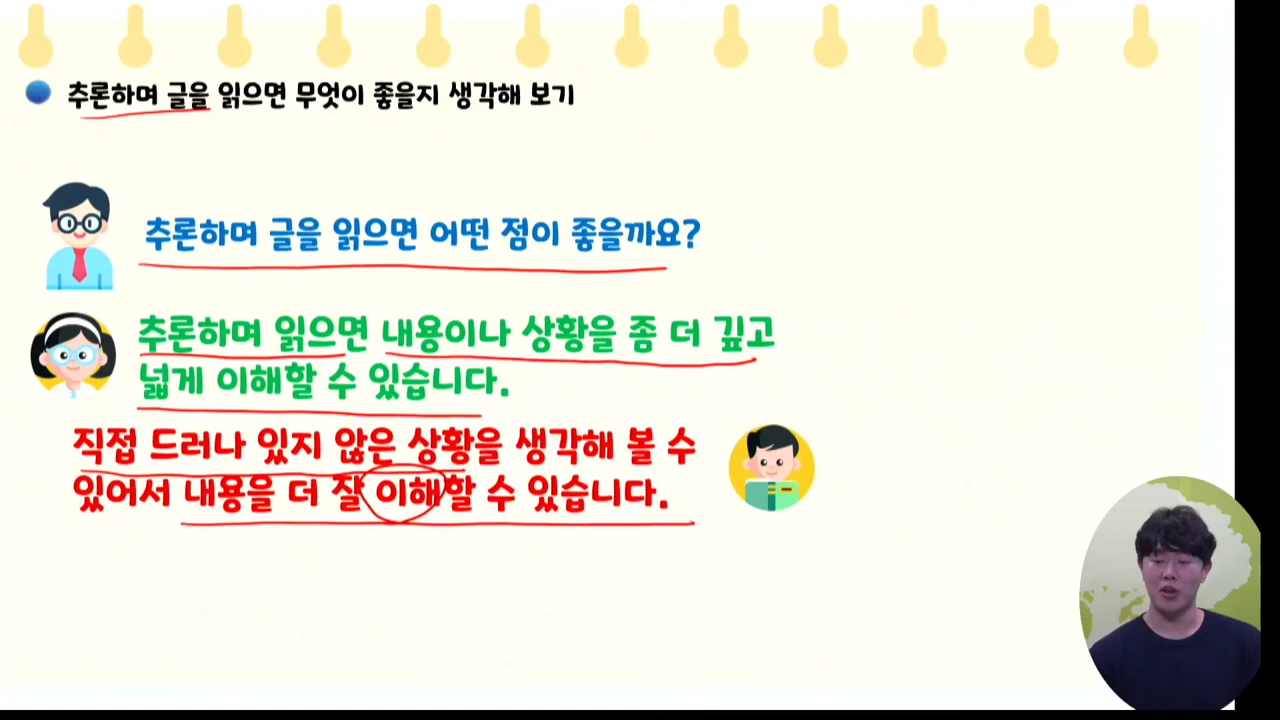 추론하며 글을 읽으면 무엇이 좋을지 생각해 보기
추론하며 글을 읽으면 어떤 점이 좋을까요?
추론하며 읽으면 내용이나 상황을 좀 더 깊고
넓게 이해할 수 있습니다.
직접 드러나 있지 않은 상황을 생각해 볼 수
있어서 내용을 더 잘 이해할 수 있습니다.